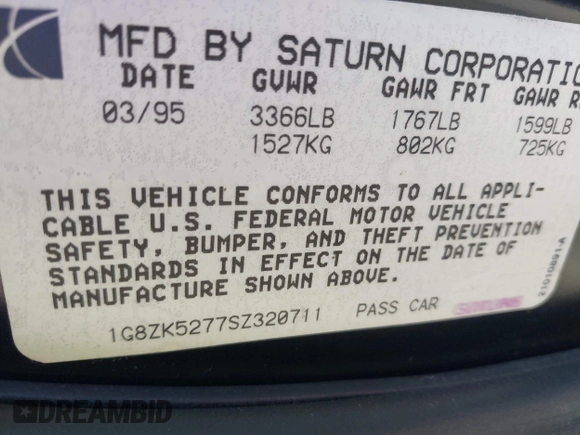 MFD BY SATURN CORPORATIO
DATE GVWR GAWR FRT GAWR R
03/95 3366LB 1767LB 1599LB
1527KG 802KG 725KG
THIS VEHICLE CONFORMS TO ALL APPLI-
CABLE U.S. FEDERAL MOTOR VEHICLE
SAFETY, BUMPER, AND THEFT PREVENTION
STANDARDS IN EFFECT ON THE DATE OF
MANUFACTURE SHOWN ABOVE.
21010891-A
1G8ZK5277SZ320711 PASS CAR
DREAMBID